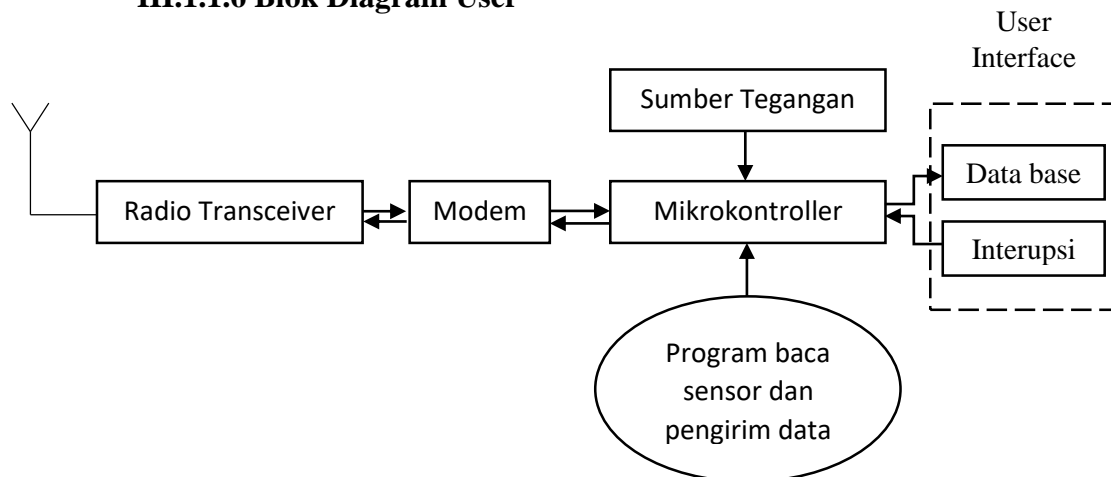 III.1.1.6 Blok Diagram User
User
Interface
Sumber Tegangan
Data base
Radio Transceiver
Modem
Mikrokontroller
Interupsi
Program baca
sensor dan
pengirim data